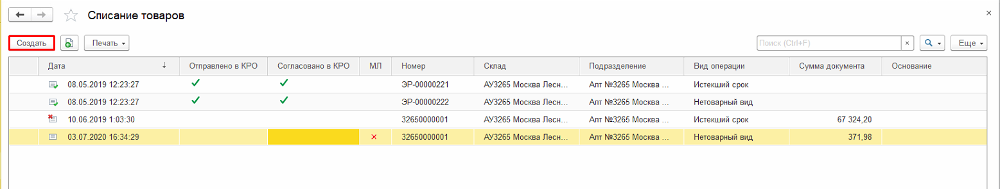 Списание товаров
Создать Печать Поиск (Ctrl+F) × Еще
Дата ↓ Отправлено в КРО Согласовано в КРО МЛ Номер Склад Подразделение Вид операции Сумма документа Основание
08.05.2019 12:23:27 ЭР-00000221 АУ3265 Москва Лесн... Апт №3265 Москва ... Истекший срок
08.05.2019 12:23:27 ЭР-00000222 АУ3265 Москва Лесн... Апт №3265 Москва ... Нетоварный вид
10.06.2019 1:03:30 32650000001 АУ3265 Москва Лесн... Апт №3265 Москва ... Истекший срок 67 324,20
03.07.2020 16:34:29 32650000001 АУ3265 Москва Лесн... Апт №3265 Москва ... Нетоварный вид 371,98